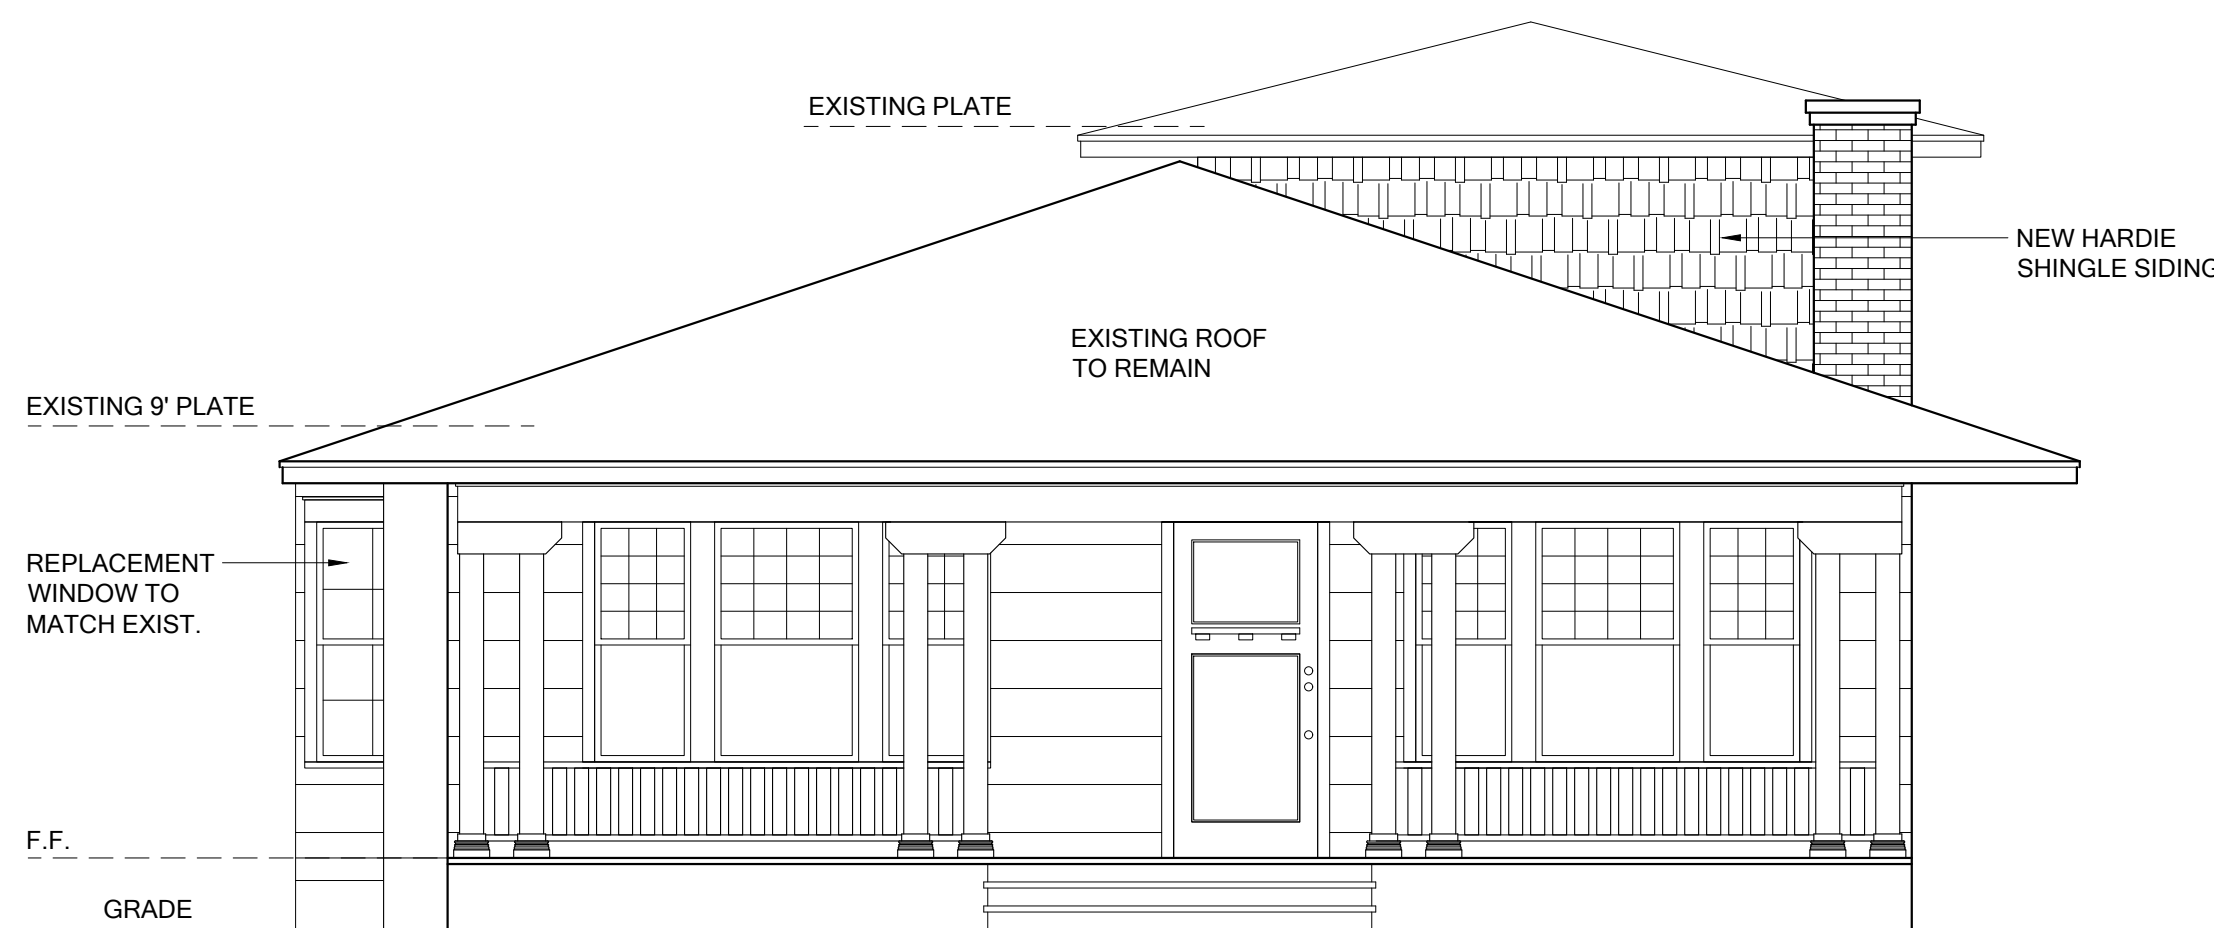 EXISTING PLATE
NEW HARDIE
SHINGLE SIDING
EXISTING ROOF
TO REMAIN
EXISTING 9' PLATE
REPLACEMENT
WINDOW TO
MATCH EXIST.
F.F.
GRADE